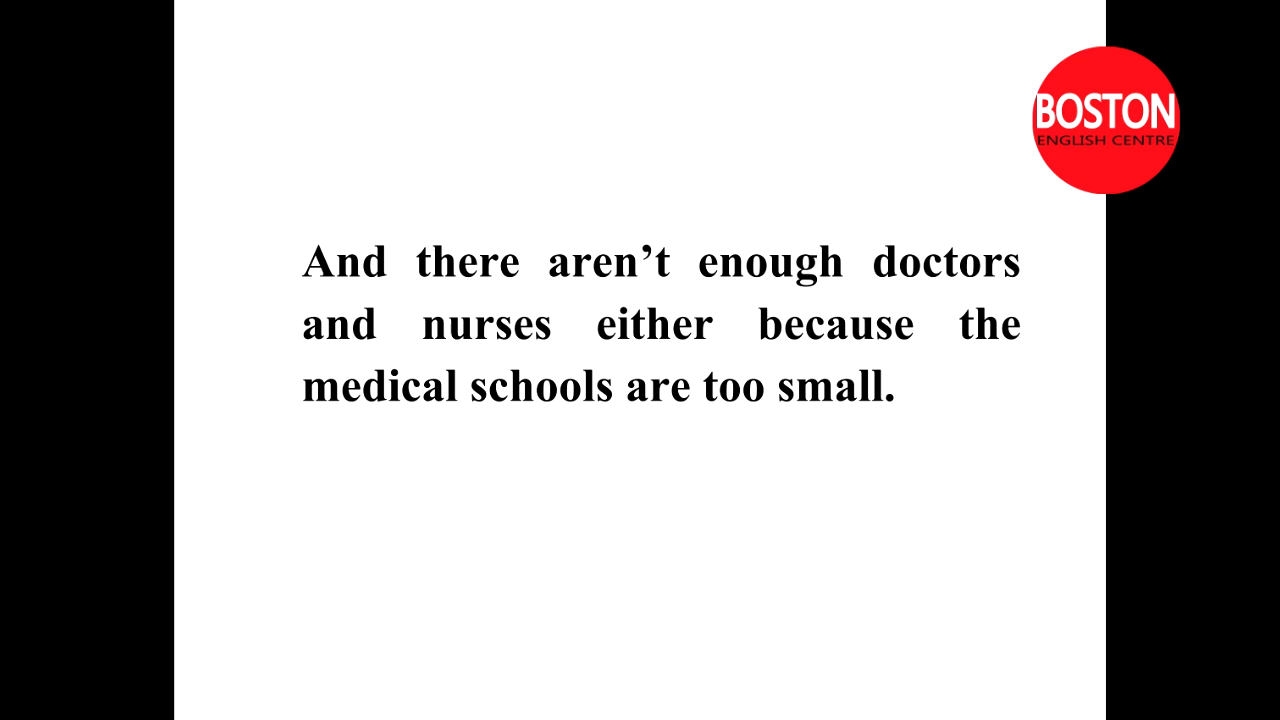 BOSTON
ENGLISH CENTRE
And there aren’t enough doctors
and nurses either because the
medical schools are too small.